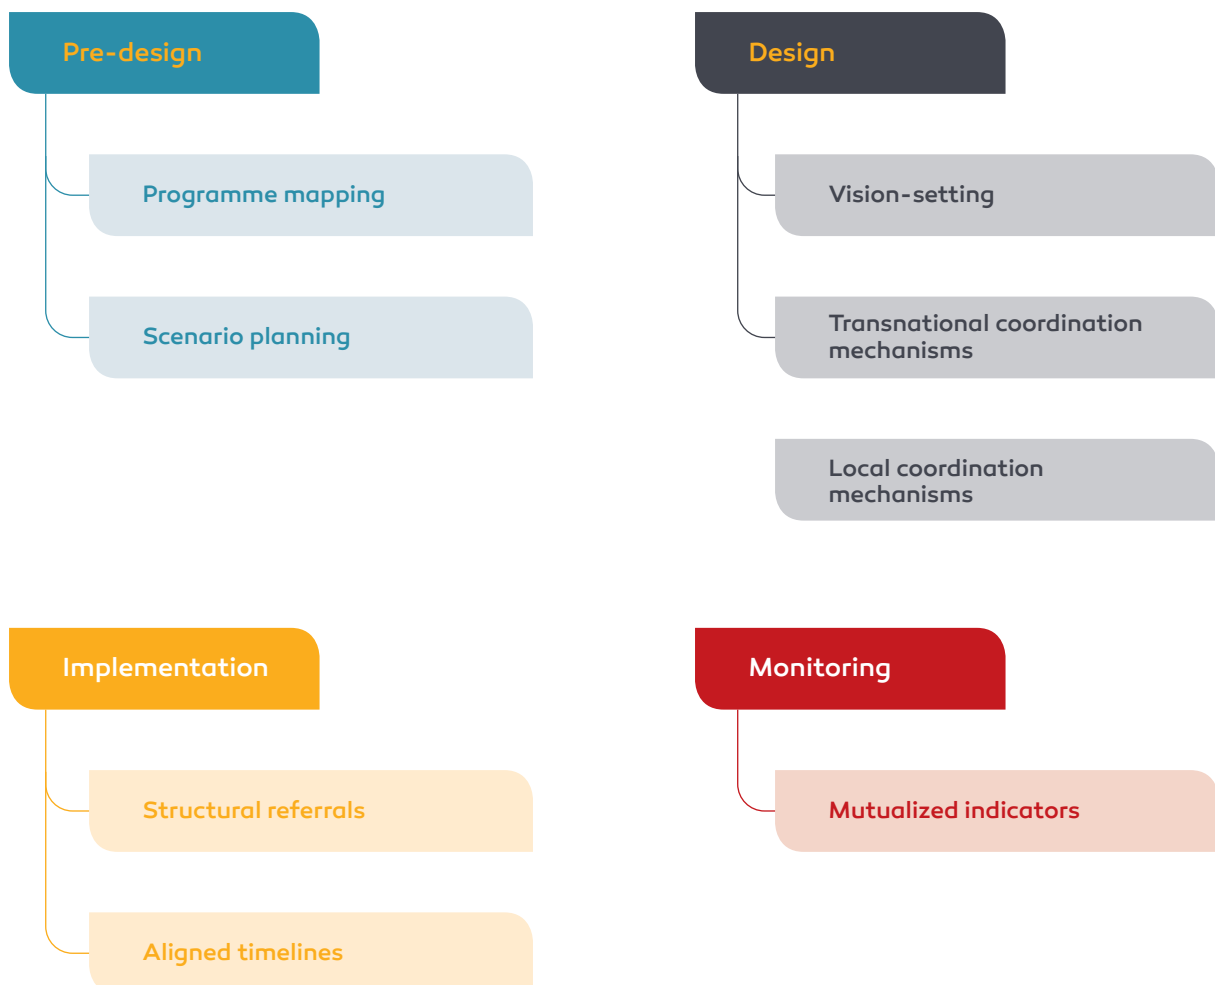 Pre-design
Programme mapping
Scenario planning
Design
Vision-setting
Transnational coordination
mechanisms
Local coordination
mechanisms
Implementation
Structural referrals
Aligned timelines
Monitoring
Mutualized indicators